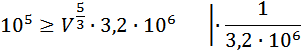 10⁵ ≥ V^(5/3) · 3,2 · 10⁶   | · 1/(3,2 · 10⁶)